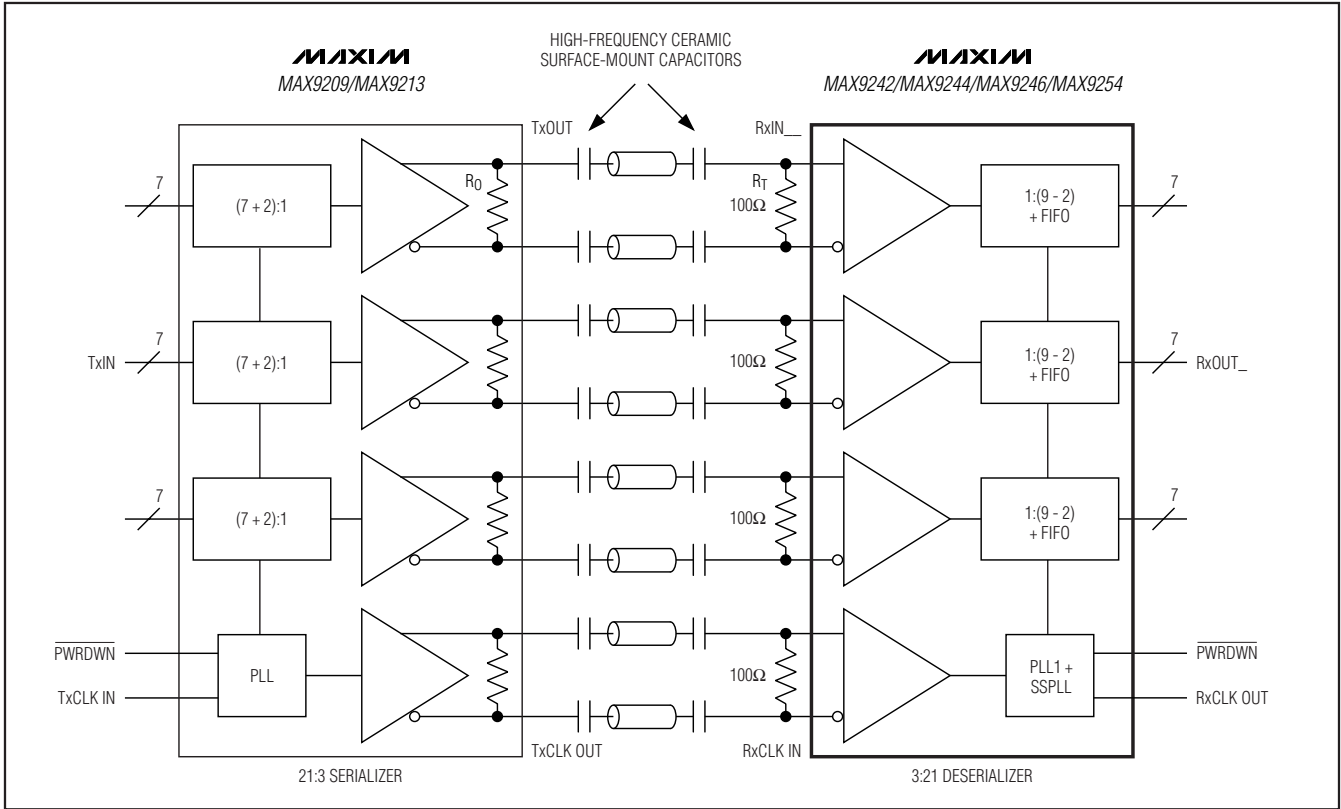 HIGH-FREQUENCY CERAMIC
SURFACE-MOUNT CAPACITORS
MAXIM
MAX9209/MAX9213
MAXIM
MAX9242/MAX9244/MAX9246/MAX9254
TxOUT
RxIN__
7
(7 + 2):1
RO
RT
100Ω
1:(9 - 2)
+ FIFO
7
TxIN
7
(7 + 2):1
100Ω
1:(9 - 2)
+ FIFO
7
RxOUT_
7
(7 + 2):1
100Ω
1:(9 - 2)
+ FIFO
7
PWRDWN
TxCLK IN
PLL
100Ω
PLL1 +
SSPLL
PWRDWN
RxCLK OUT
TxCLK OUT
RxCLK IN
21:3 SERIALIZER
3:21 DESERIALIZER